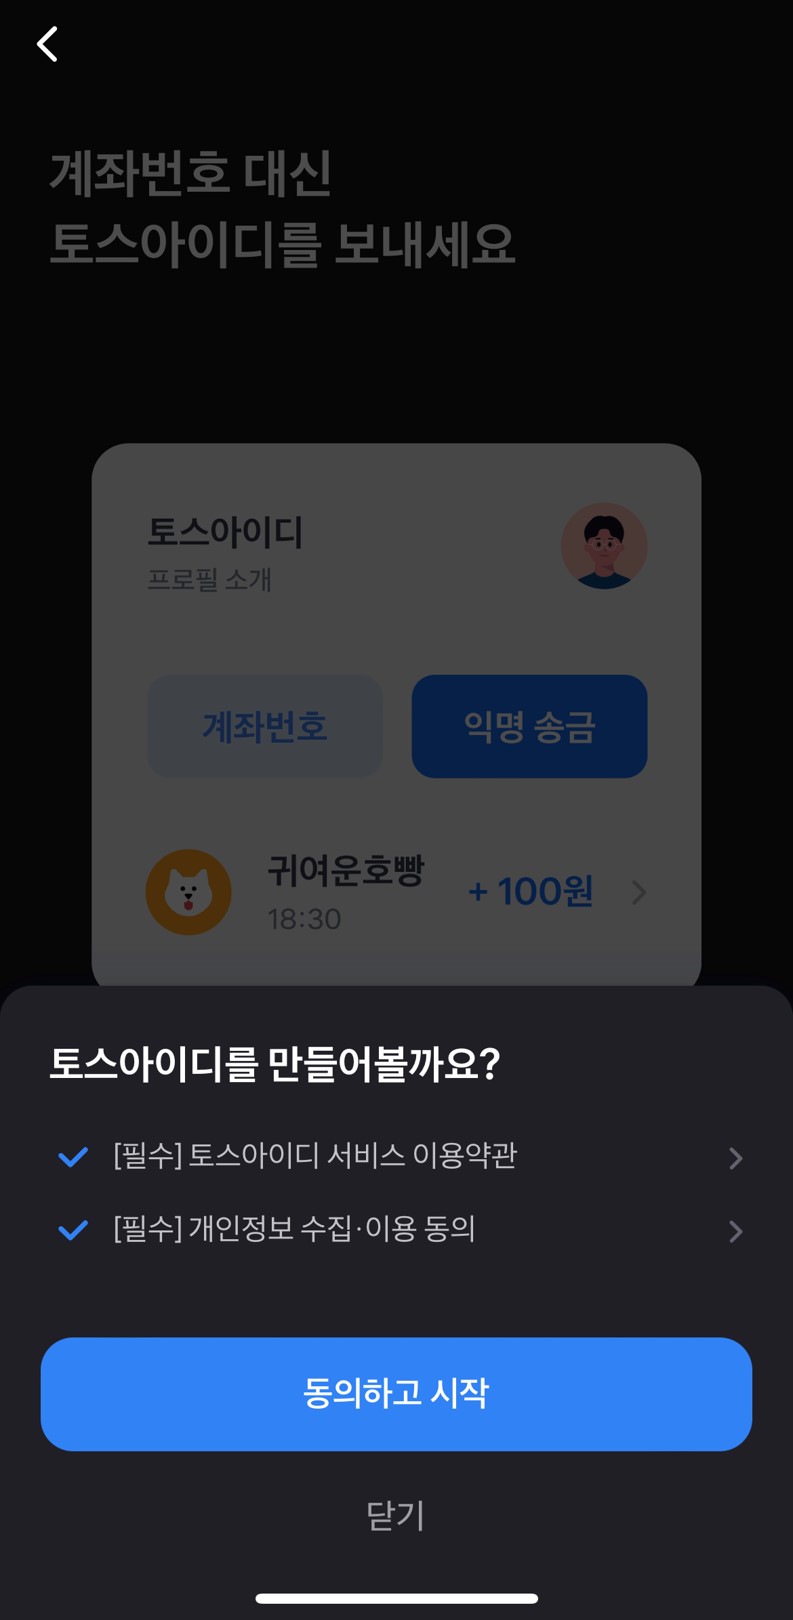 계좌번호 대신
토스아이디를 보내세요
토스아이디
프로필 소개
계좌번호
익명 송금
귀여운호빵
18:30
+ 100원
토스아이디를 만들어볼까요?
[필수] 토스아이디 서비스 이용약관
[필수] 개인정보 수집·이용 동의
동의하고 시작
닫기